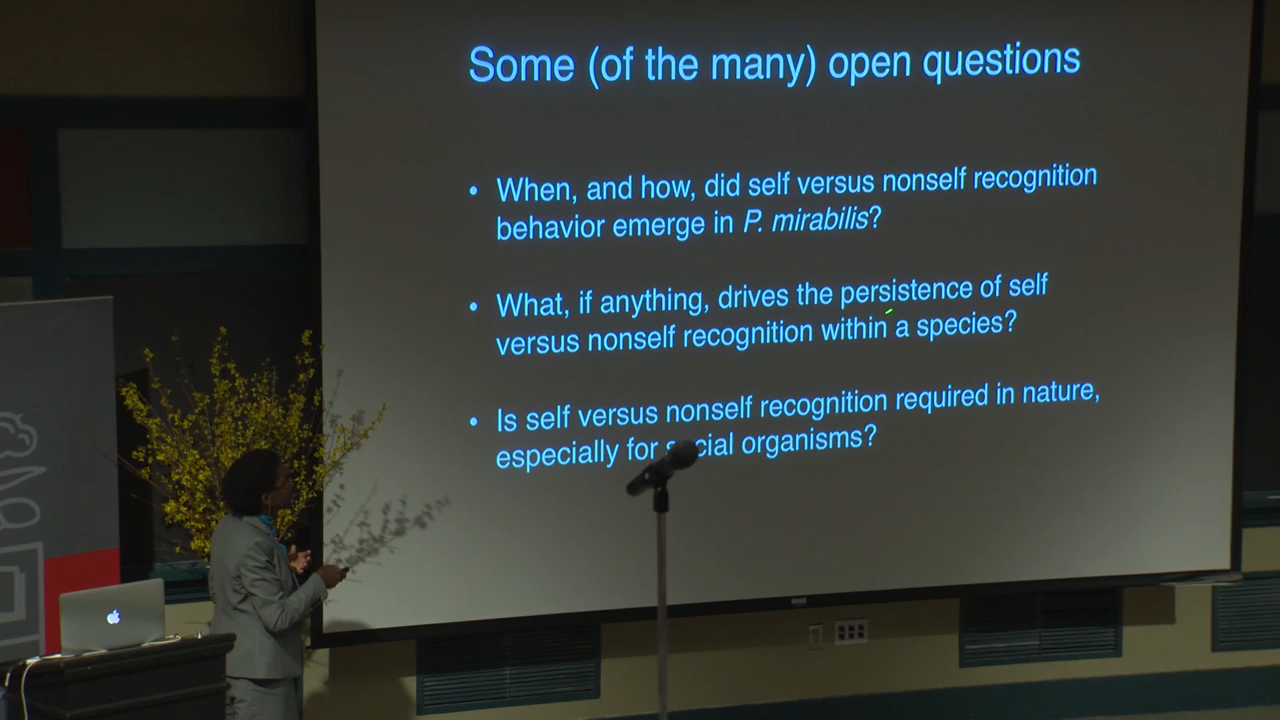 Some (of the many) open questions
• When, and how, did self versus nonself recognition
behavior emerge in P. mirabilis?
• What, if anything, drives the persistence of self
versus nonself recognition within a species?
• Is self versus nonself recognition required in nature,
especially for social organisms?